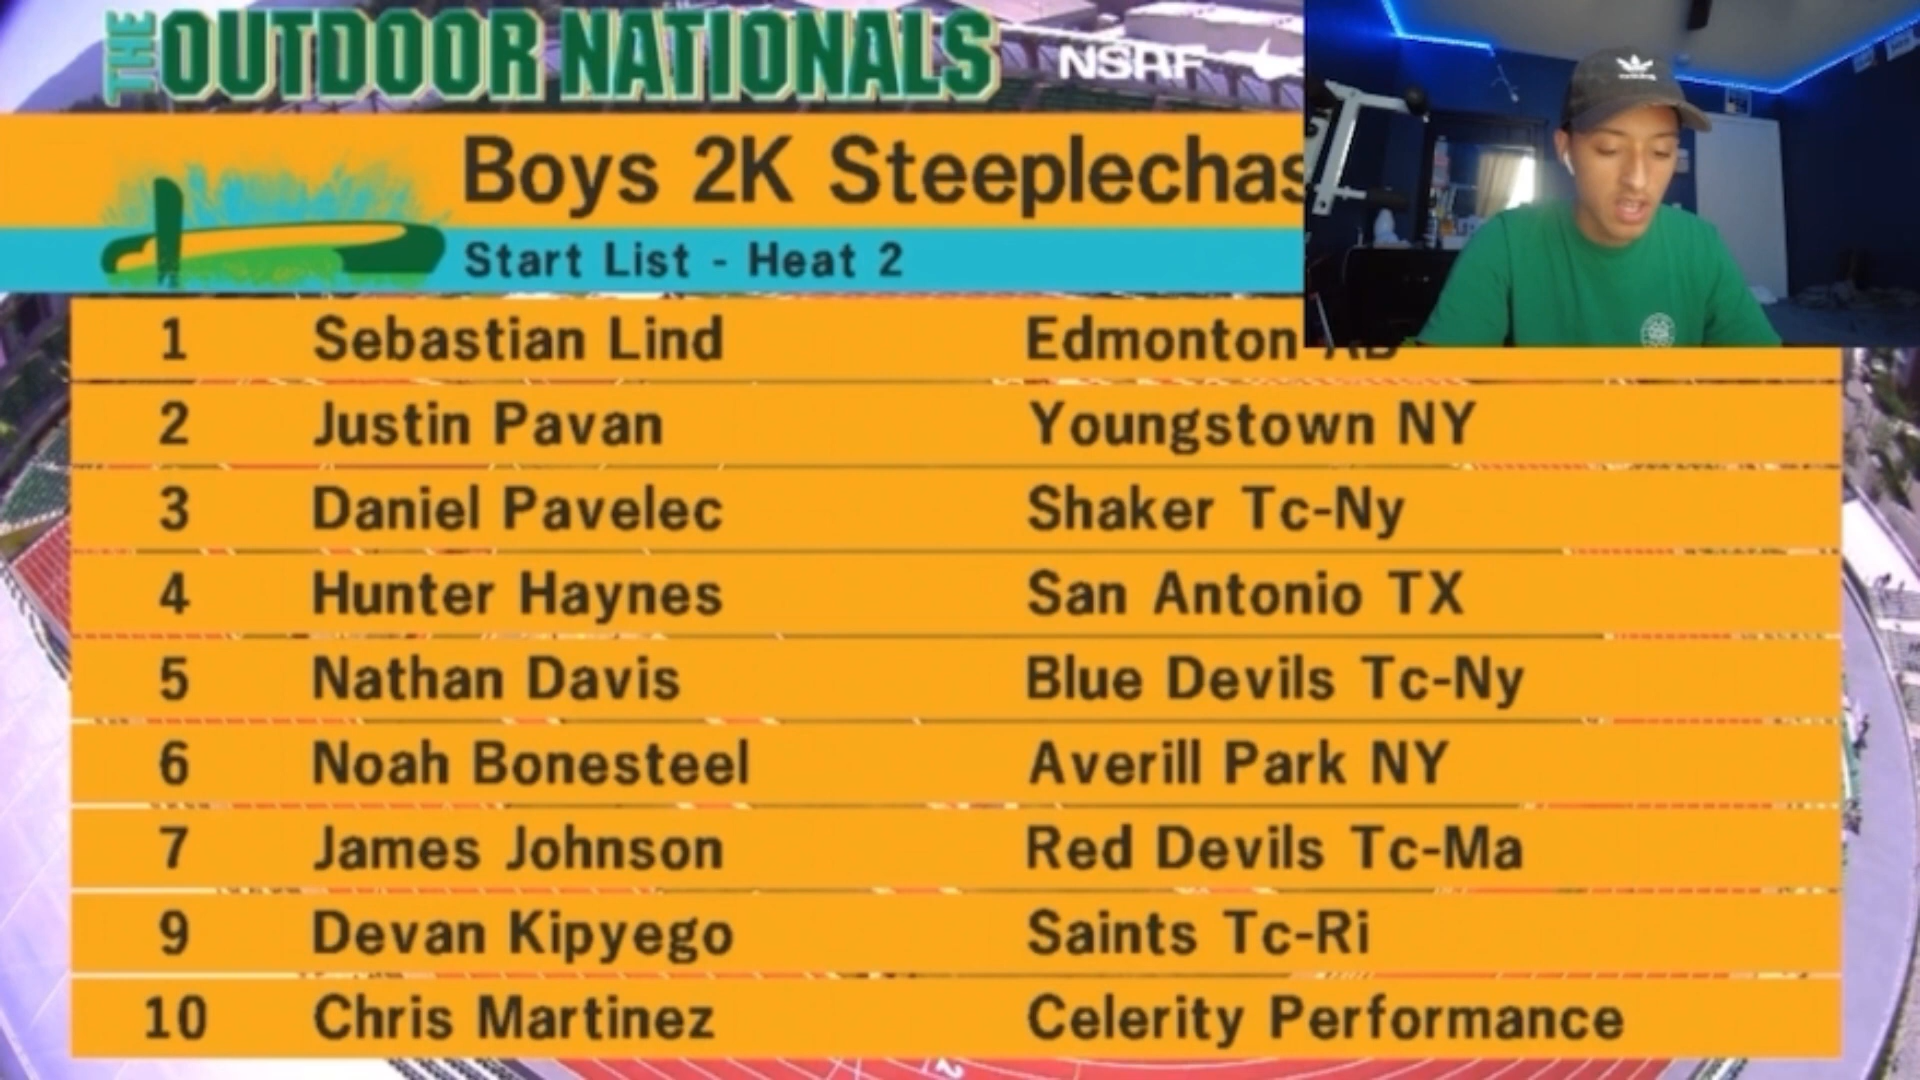 THE OUTDOOR NATIONALS
NSAF
Boys 2K Steeplechas
Start List - Heat 2
1 Sebastian Lind Edmonton AB
2 Justin Pavan Youngstown NY
3 Daniel Pavelec Shaker Tc-Ny
4 Hunter Haynes San Antonio TX
5 Nathan Davis Blue Devils Tc-Ny
6 Noah Bonesteel Averill Park NY
7 James Johnson Red Devils Tc-Ma
9 Devan Kipyego Saints Tc-Ri
10 Chris Martinez Celerity Performance
2